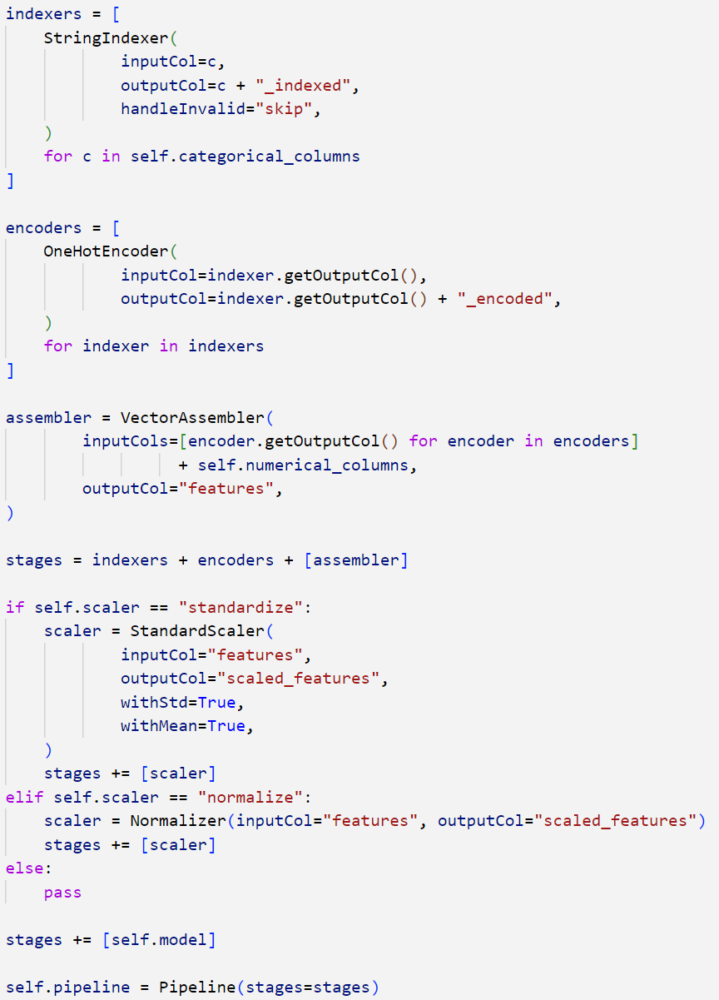 indexers = [
    StringIndexer(
            inputCol=c,
            outputCol=c + "_indexed",
            handleInvalid="skip",
    )
    for c in self.categorical_columns
]

encoders = [
    OneHotEncoder(
            inputCol=indexer.getOutputCol(),
            outputCol=indexer.getOutputCol() + "_encoded",
    )
    for indexer in indexers
]

assembler = VectorAssembler(
        inputCols=[encoder.getOutputCol() for encoder in encoders]
                  + self.numerical_columns,
        outputCol="features",
)

stages = indexers + encoders + [assembler]

if self.scaler == "standardize":
    scaler = StandardScaler(
            inputCol="features",
            outputCol="scaled_features",
            withStd=True,
            withMean=True,
    )
    stages += [scaler]
elif self.scaler == "normalize":
    scaler = Normalizer(inputCol="features", outputCol="scaled_features")
    stages += [scaler]
else:
    pass

stages += [self.model]

self.pipeline = Pipeline(stages=stages)